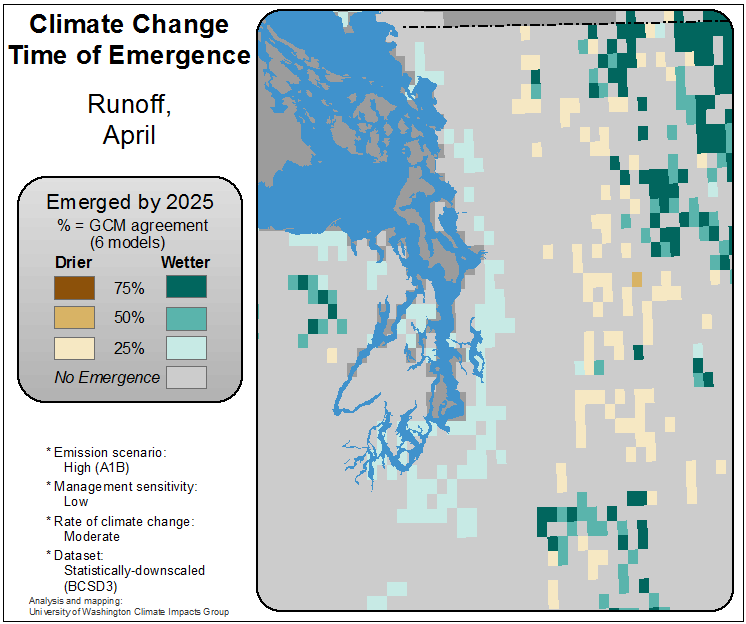 Climate Change
Time of Emergence
Runoff,
April
Emerged by 2025
% = GCM agreement
(6 models)
Drier Wetter
75%
50%
25%
No Emergence
* Emission scenario:
High (A1B)
* Management sensitivity:
Low
* Rate of climate change:
Moderate
* Dataset:
Statistically-downscaled
(BCSD3)
Analysis and mapping:
University of Washington Climate Impacts Group